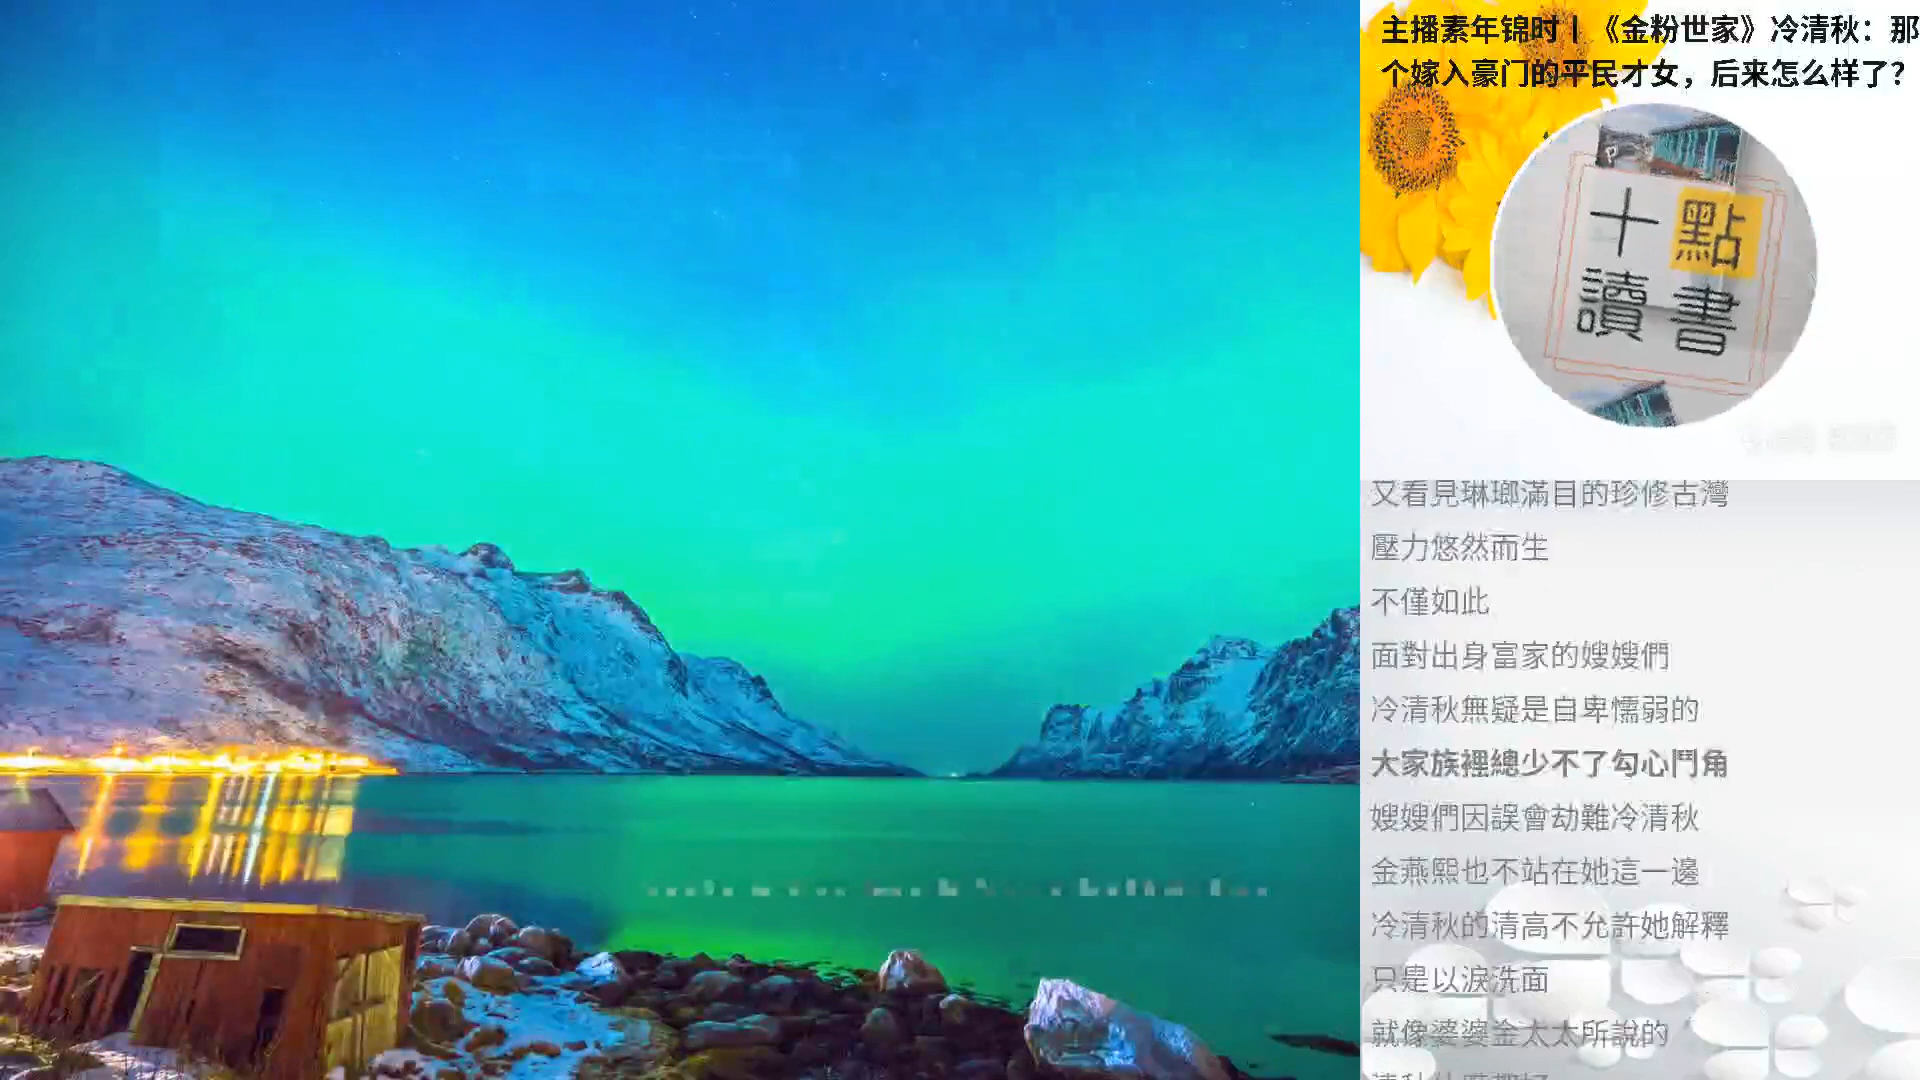 主播素年锦时丨《金粉世家》冷清秋：那
个嫁入豪门的平民才女，后来怎么样了？
十點
讀書
又看見琳瑯滿目的珍修古灣
壓力悠然而生
不僅如此
面對出身富家的嫂嫂們
冷清秋無疑是自卑懦弱的
大家族裡總少不了勾心鬥角
嫂嫂們因誤會劫難冷清秋
金燕熙也不站在她這一邊
冷清秋的清高不允許她解釋
只是以淚洗面
就像婆婆金太太所說的